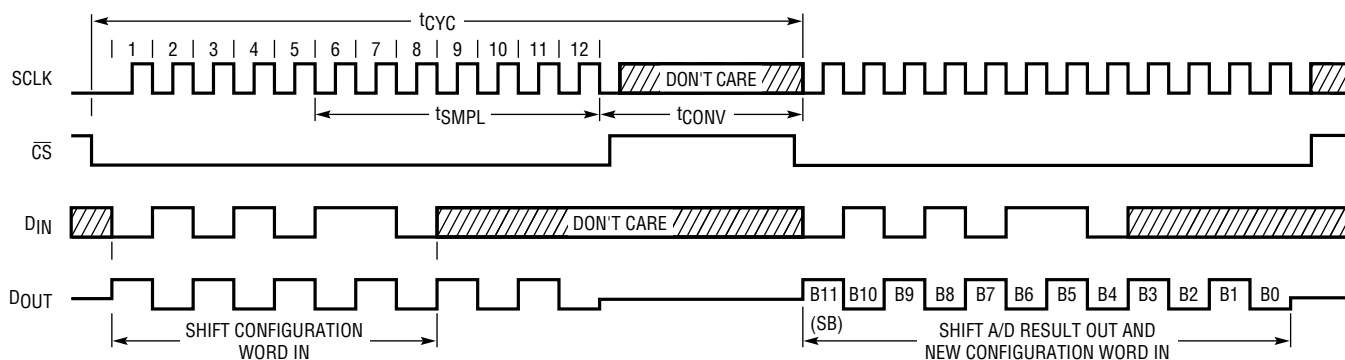 tCYC
1 2 3 4 5 6 7 8 9 10 11 12
SCLK
DON'T CARE
tSMPL
tCONV
CS
DIN
DON'T CARE
DOUT
B11 B10 B9 B8 B7 B6 B5 B4 B3 B2 B1 B0
(SB)
SHIFT CONFIGURATION
WORD IN
SHIFT A/D RESULT OUT AND
NEW CONFIGURATION WORD IN